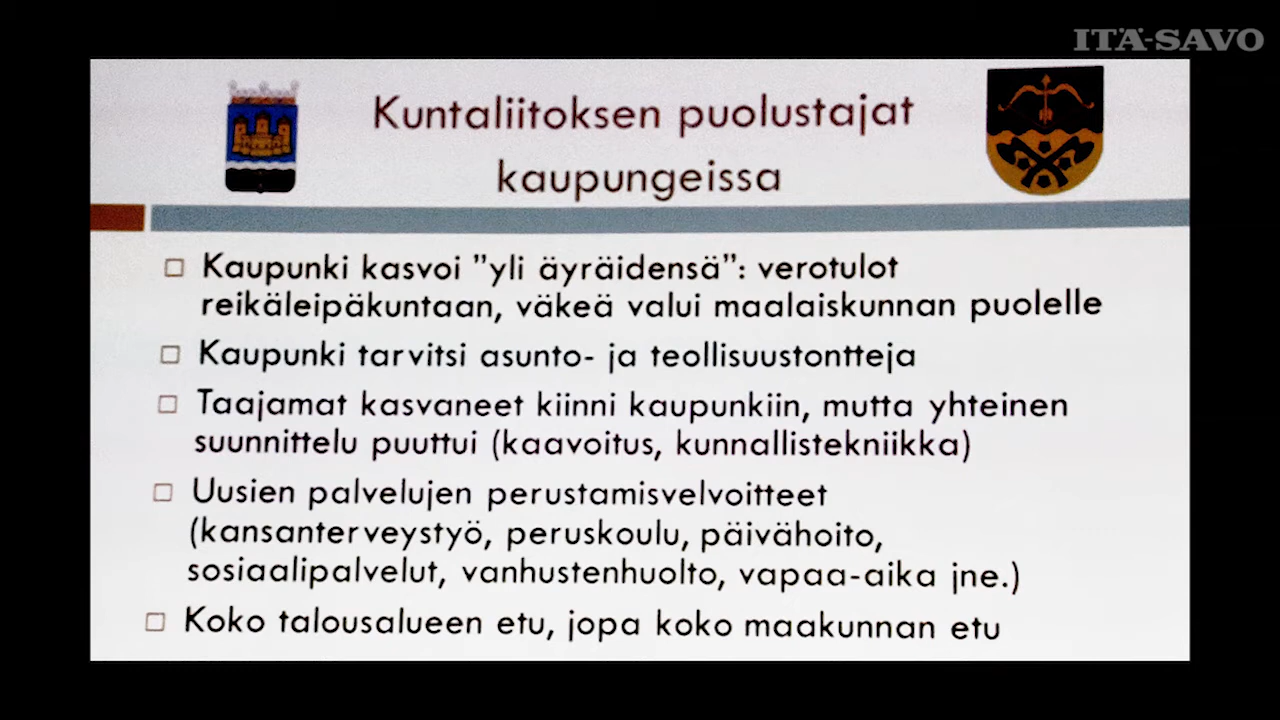 ITÄ-SAVO
Kuntaliitoksen puolustajat
kaupungeissa
Kaupunki kasvoi "yli äyräidensä": verotulot
reikäleipäkuntaan, väkeä valui maalaiskunnan puolelle
Kaupunki tarvitsi asunto- ja teollisuustontteja
Taajamat kasvaneet kiinni kaupunkiin, mutta yhteinen
suunnittelu puuttui (kaavoitus, kunnallistekniikka)
Uusien palvelujen perustamisvelvoitteet
(kansanterveystyö, peruskoulu, päivähoito,
sosiaalipalvelut, vanhustenhuolto, vapaa-aika jne.)
Koko talousalueen etu, jopa koko maakunnan etu